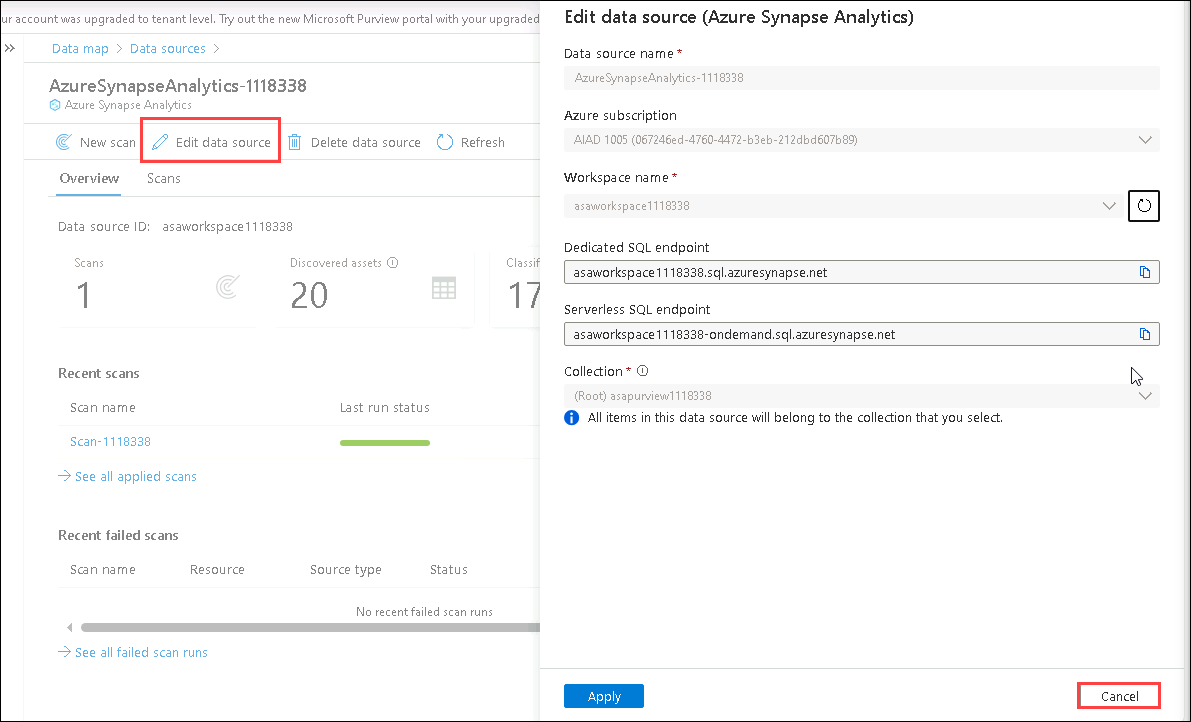 ur account was upgraded to tenant level. Try out the new Microsoft Purview portal with your upgraded
Data map > Data sources >
AzureSynapseAnalytics-1118338
Azure Synapse Analytics
New scan
Edit data source
Delete data source
Refresh
Overview
Scans
Data source ID: asaworkspace1118338
Scans
1
Discovered assets
20
Classif
17
Recent scans
Scan name
Last run status
Scan-1118338
See all applied scans
Recent failed scans
Scan name
Resource
Source type
Status
No recent failed scan runs
See all failed scan runs
Edit data source (Azure Synapse Analytics)
Data source name *
AzureSynapseAnalytics-1118338
Azure subscription
AIAD 1005 (067246ed-4760-4472-b3eb-212dbd607b89)
Workspace name *
asaworkspace1118338
Dedicated SQL endpoint
asaworkspace1118338.sql.azuresynapse.net
Serverless SQL endpoint
asaworkspace1118338-ondemand.sql.azuresynapse.net
Collection *
(Root) asapurview1118338
All items in this data source will belong to the collection that you select.
Apply
Cancel